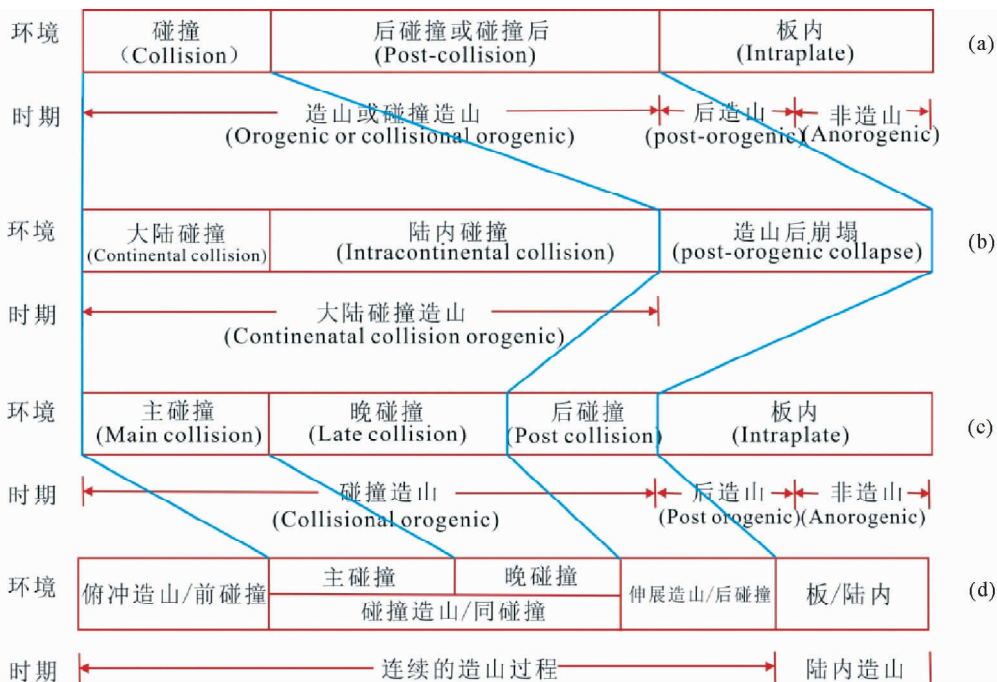 环境 碰撞 后碰撞或碰撞后 板内
（Collision） (Post-collision) (Intraplate) (a)
时期 造山或碰撞造山 后造山 非造山
(Orogenic or collisional orogenic) (post-orogenic) (Anorogenic)
环境 大陆碰撞 陆内碰撞 造山后崩塌
(Continental collision) (Intracontinental collision) (post-orogenic collapse) (b)
时期 大陆碰撞造山
(Continenatal collision orogenic)
环境 主碰撞 晚碰撞 后碰撞 板内
(Main collision) (Late collision) (Post collision) (Intraplate) (c)
时期 碰撞造山 后造山 非造山
(Collisional orogenic) (Post orogenic) (Anorogenic)
环境 俯冲造山/前碰撞 主碰撞 晚碰撞 伸展造山/后碰撞 板/陆内 (d)
碰撞造山/同碰撞
时期 连续的造山过程 陆内造山